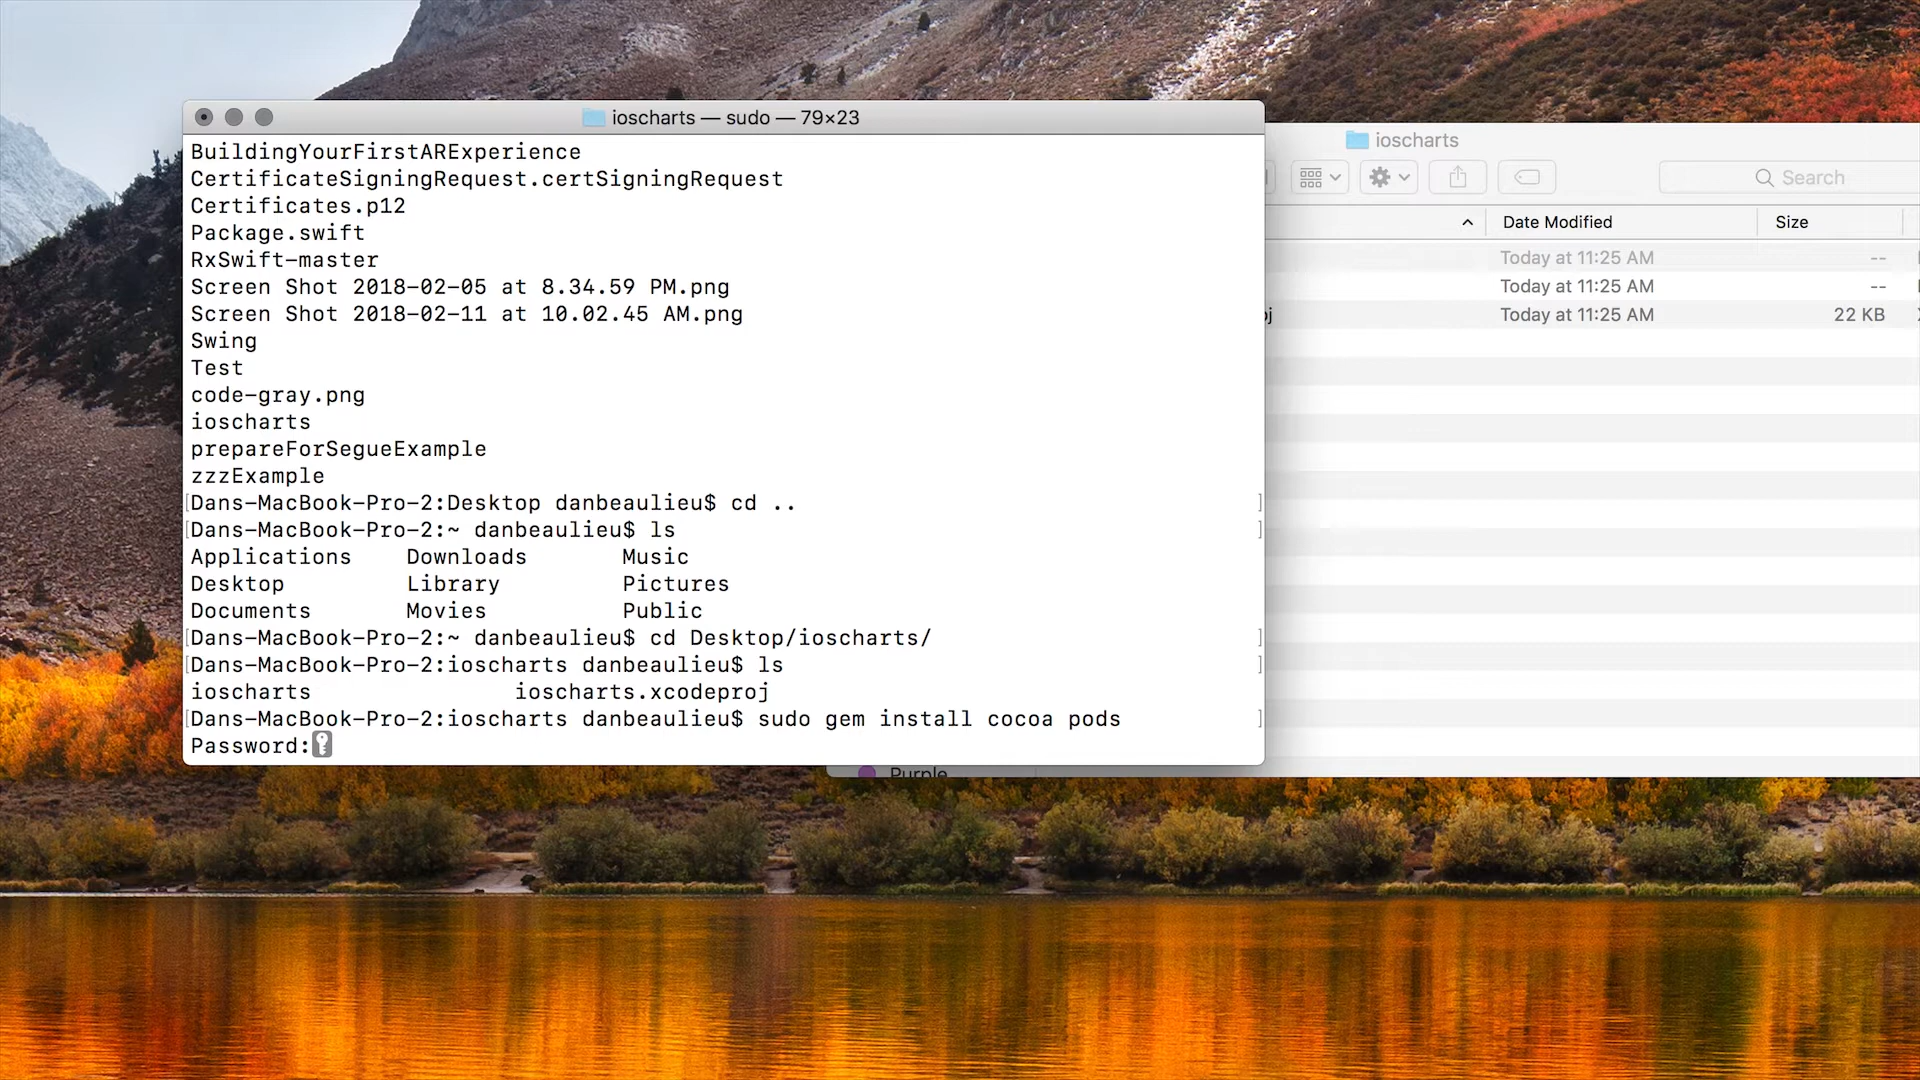 ioscharts — sudo — 79×23
BuildingYourFirstARExperience
CertificateSigningRequest.certSigningRequest
Certificates.p12
Package.swift
RxSwift-master
Screen Shot 2018-02-05 at 8.34.59 PM.png
Screen Shot 2018-02-11 at 10.02.45 AM.png
Swing
Test
code-gray.png
ioscharts
prepareForSegueExample
zzzExample
[Dans-MacBook-Pro-2:Desktop danbeaulieu$ cd .. ]
[Dans-MacBook-Pro-2:~ danbeaulieu$ ls ]
Applications Downloads Music
Desktop Library Pictures
Documents Movies Public
[Dans-MacBook-Pro-2:~ danbeaulieu$ cd Desktop/ioscharts/ ]
[Dans-MacBook-Pro-2:ioscharts danbeaulieu$ ls ]
ioscharts ioscharts.xcodeproj
[Dans-MacBook-Pro-2:ioscharts danbeaulieu$ sudo gem install cocoa pods ]
Password:
ioscharts
Search
Date Modified Size
Today at 11:25 AM --
Today at 11:25 AM --
Today at 11:25 AM 22 KB
Purple